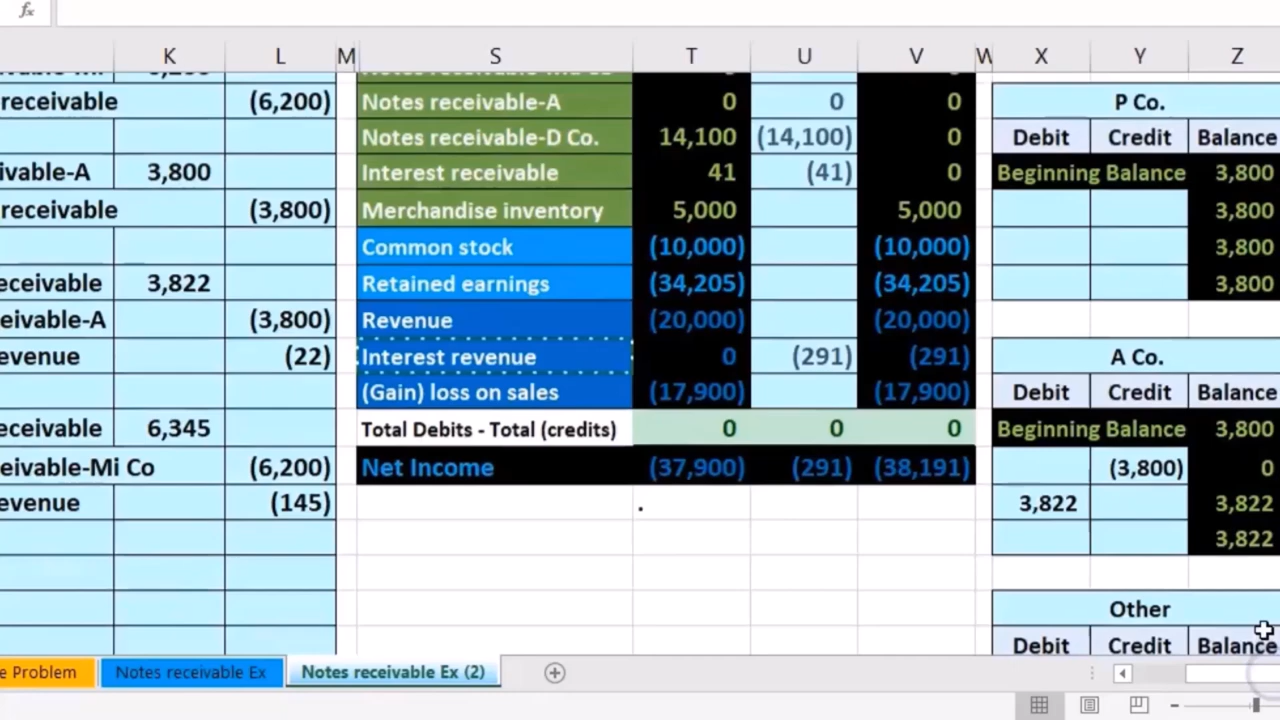 fx
K L M S T U V W X Y Z
receivable (6,200) Notes receivable-A 0 0 0 P Co.
Notes receivable-D Co. 14,100 (14,100) 0 Debit Credit Balance
ivable-A 3,800 Interest receivable 41 (41) 0 Beginning Balance 3,800
receivable (3,800) Merchandise inventory 5,000 5,000 3,800
Common stock (10,000) (10,000) 3,800
eceivable 3,822 Retained earnings (34,205) (34,205) 3,800
eivable-A (3,800) Revenue (20,000) (20,000)
evenue (22) Interest revenue 0 (291) (291) A Co.
(Gain) loss on sales (17,900) (17,900) Debit Credit Balance
eceivable 6,345 Total Debits - Total (credits) 0 0 0 Beginning Balance 3,800
eivable-Mi Co (6,200) Net Income (37,900) (291) (38,191) (3,800) 0
evenue (145) . 3,822 3,822
3,822
Other
Debit Credit Balance
e Problem Notes receivable Ex Notes receivable Ex (2)